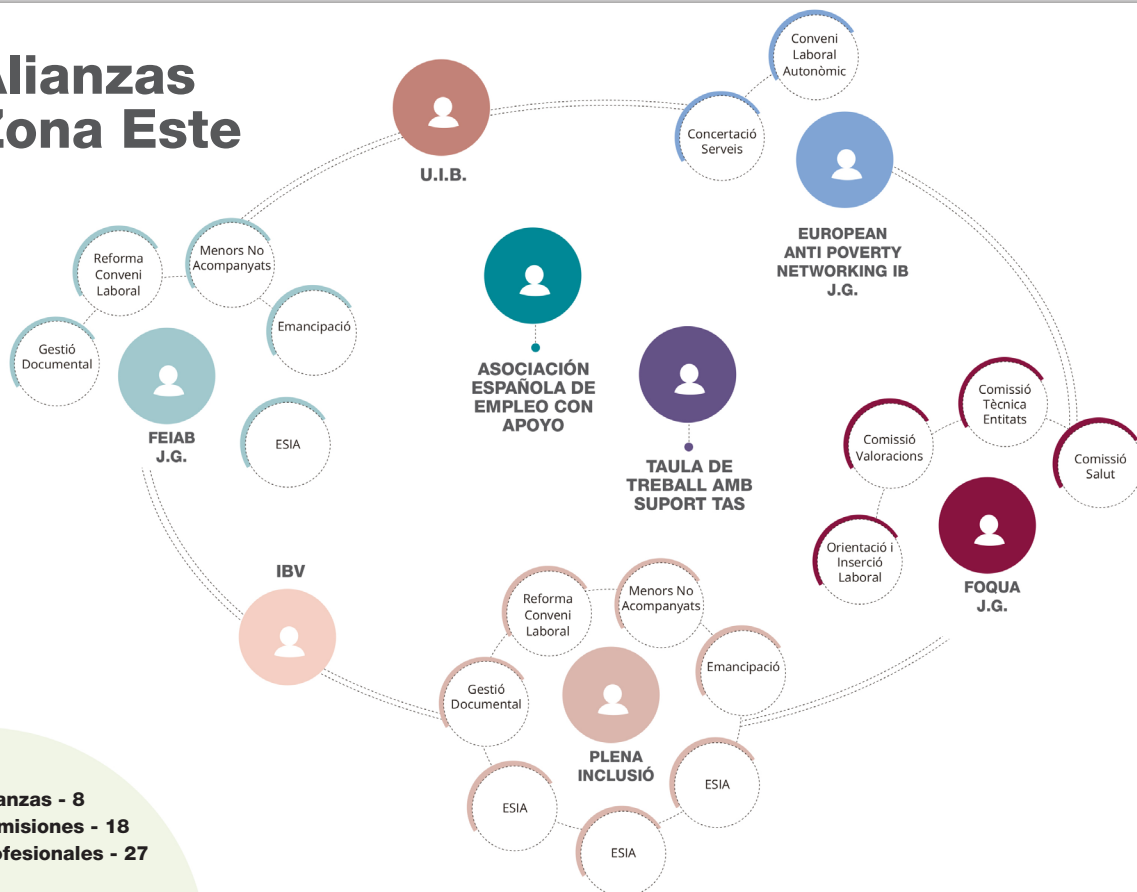 Alianzas
Zona Este
U.I.B.
Conveni
Laboral
Autonòmic
Concertació
Serveis
EUROPEAN
ANTI POVERTY
NETWORKING IB
J.G.
Reforma
Conveni
Laboral
Menors No
Acompanyats
Emancipació
Gestió
Documental
ESIA
FEIAB
J.G.
ASOCIACIÓN
ESPAÑOLA DE
EMPLEO CON
APOYO
TAULA DE
TREBALL AMB
SUPORT TAS
Comissió
Tècnica
Entitats
Comissió
Valoracions
Comissió
Salut
Orientació i
Inserció
Laboral
FOQUA
J.G.
IBV
Reforma
Conveni
Laboral
Menors No
Acompanyats
Emancipació
Gestió
Documental
PLENA
INCLUSIÓ
ESIA
ESIA
ESIA
anzas - 8
misiones - 18
ofesionales - 27